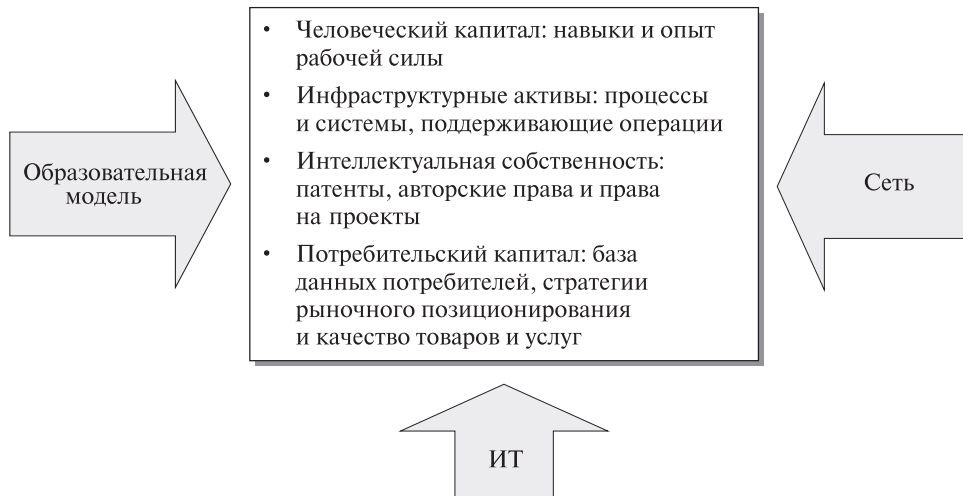 • Человеческий капитал: навыки и опыт
рабочей силы
• Инфраструктурные активы: процессы
и системы, поддерживающие операции
• Интеллектуальная собственность:
патенты, авторские права и права
на проекты
• Потребительский капитал: база
данных потребителей, стратегии
рыночного позиционирования
и качество товаров и услуг
Образовательная
модель
Сеть
ИТ